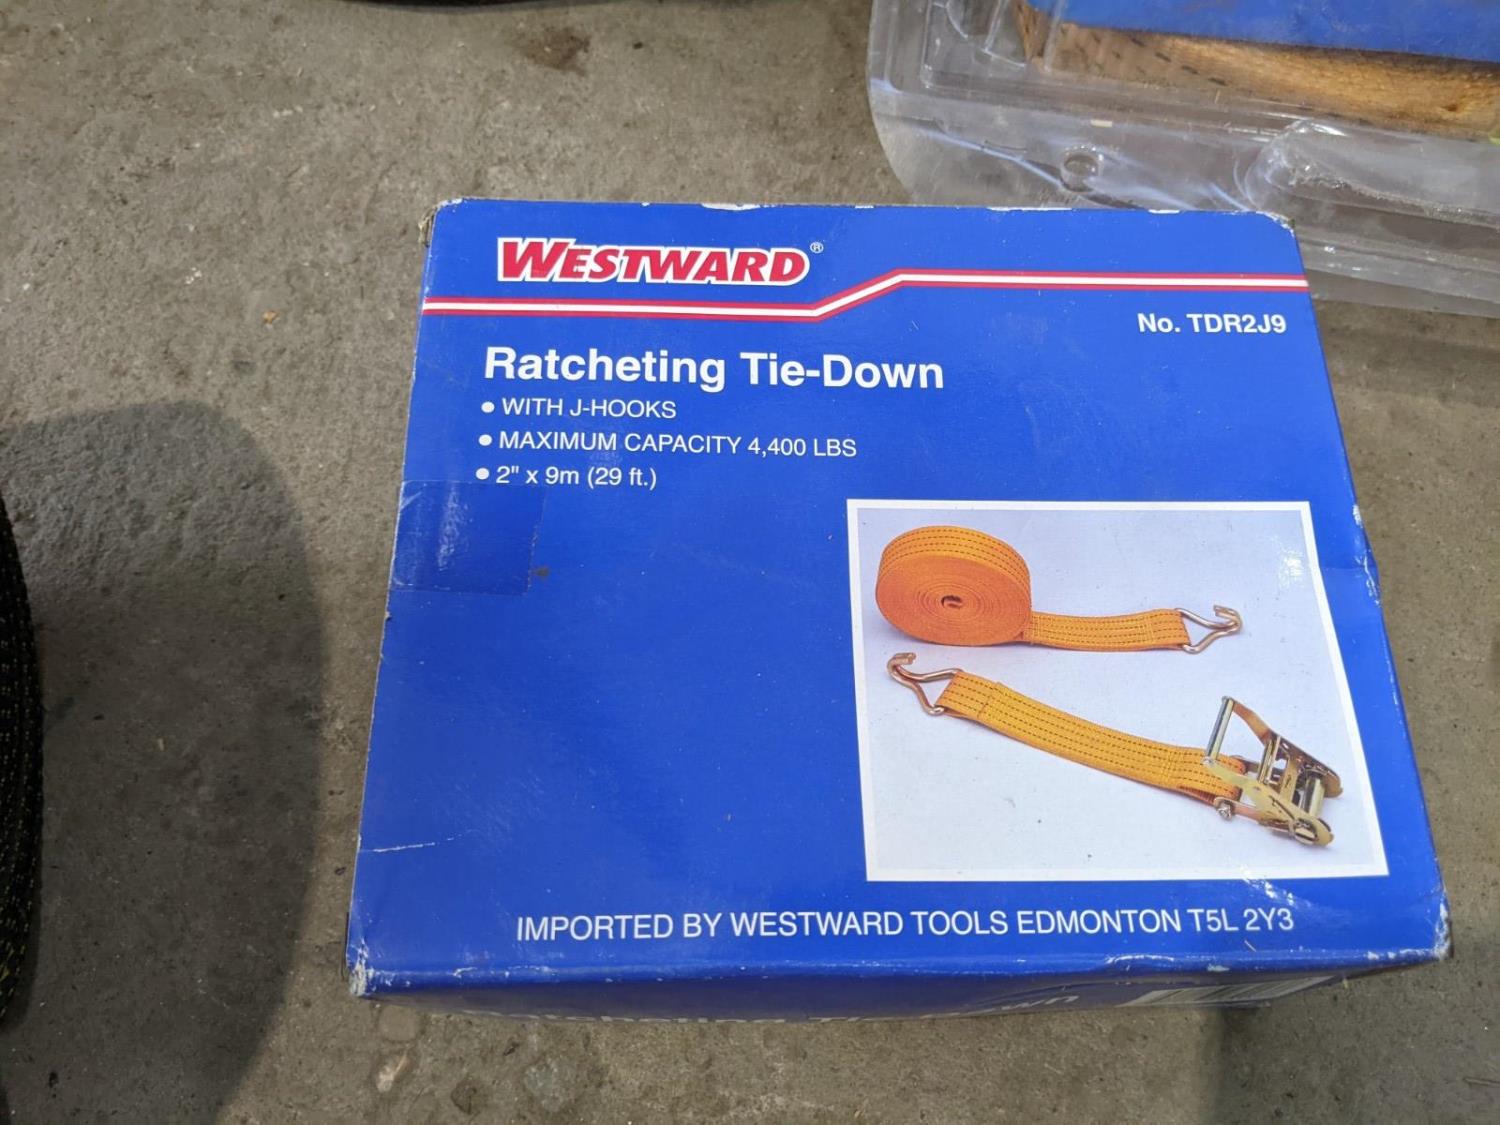 WESTWARD®
No. TDR2J9
Ratcheting Tie-Down
• WITH J-HOOKS
• MAXIMUM CAPACITY 4,400 LBS
• 2" x 9m (29 ft.)
IMPORTED BY WESTWARD TOOLS EDMONTON T5L 2Y3